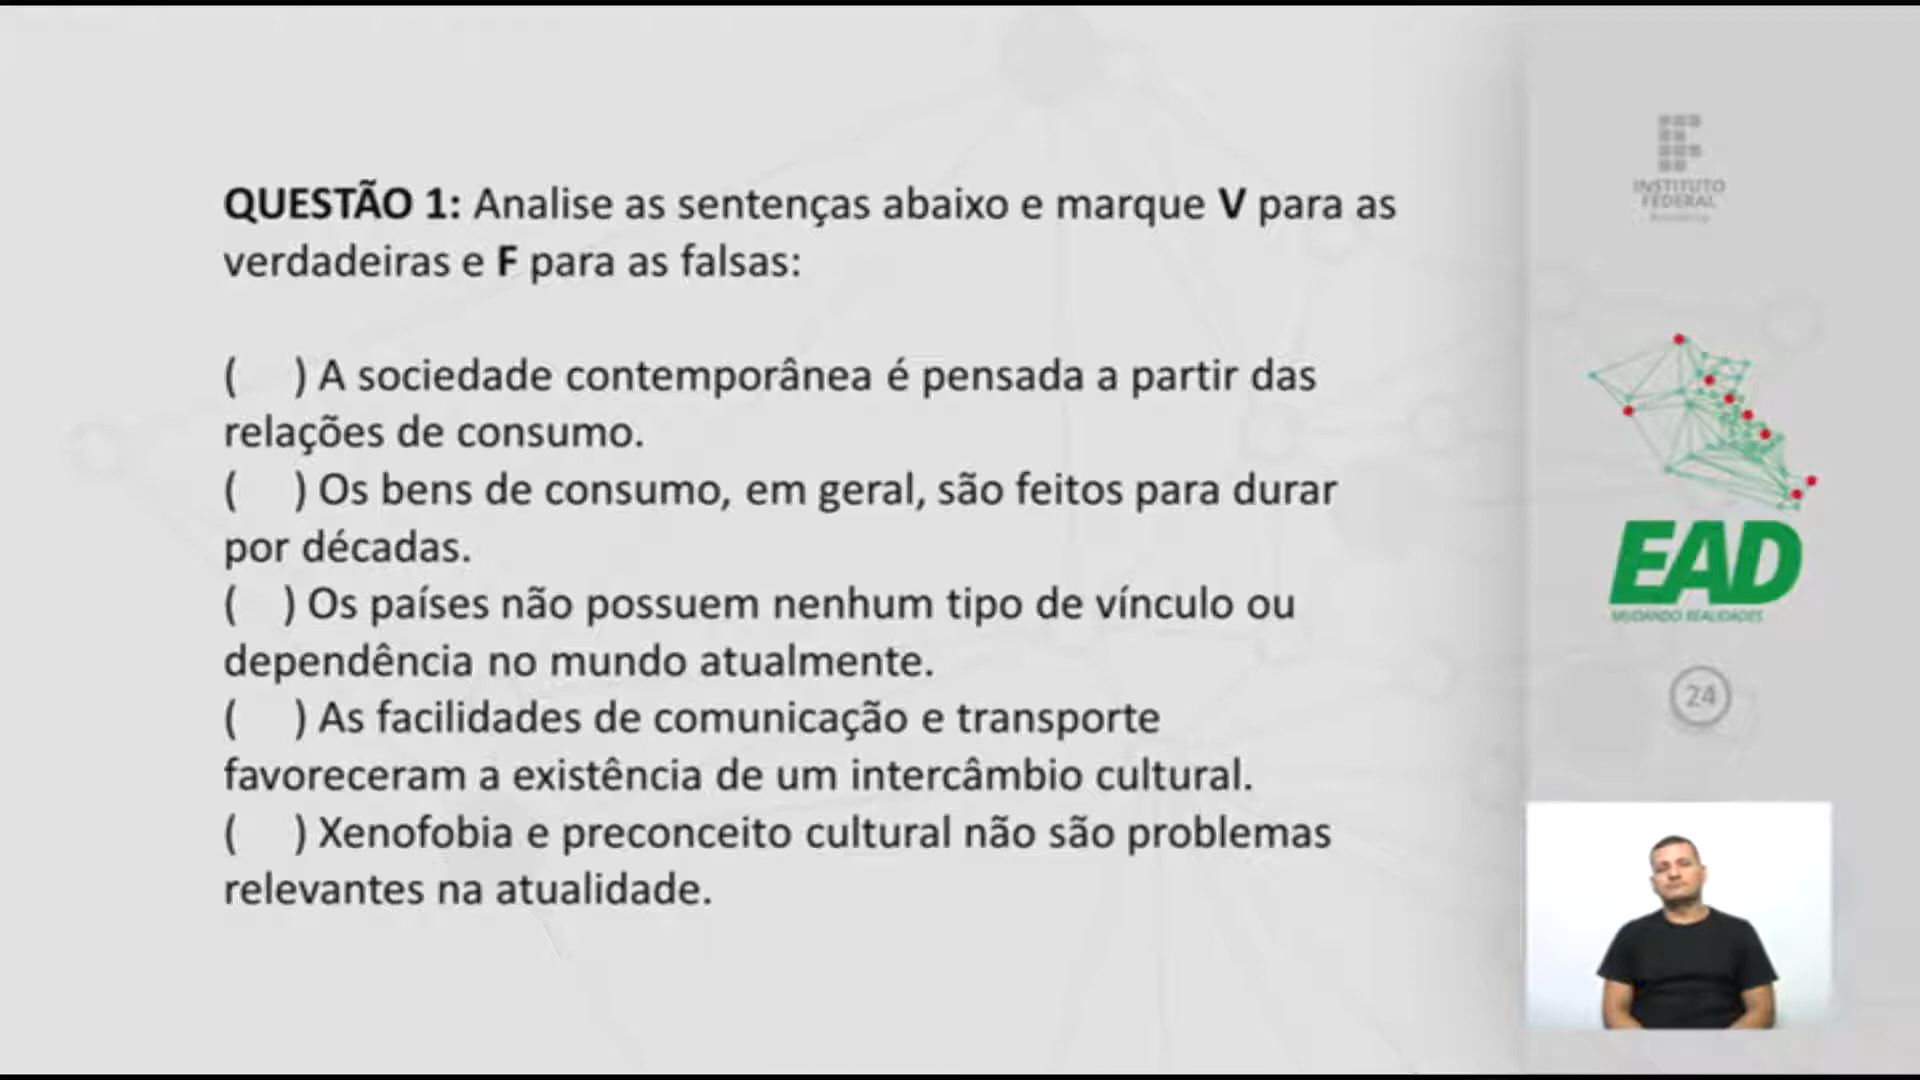 QUESTÃO 1: Analise as sentenças abaixo e marque V para as
verdadeiras e F para as falsas:
( ) A sociedade contemporânea é pensada a partir das
relações de consumo.
( ) Os bens de consumo, em geral, são feitos para durar
por décadas.
( ) Os países não possuem nenhum tipo de vínculo ou
dependência no mundo atualmente.
( ) As facilidades de comunicação e transporte
favoreceram a existência de um intercâmbio cultural.
( ) Xenofobia e preconceito cultural não são problemas
relevantes na atualidade.
INSTITUTO
FEDERAL
EAD
MUDANDO REALIDADES
24